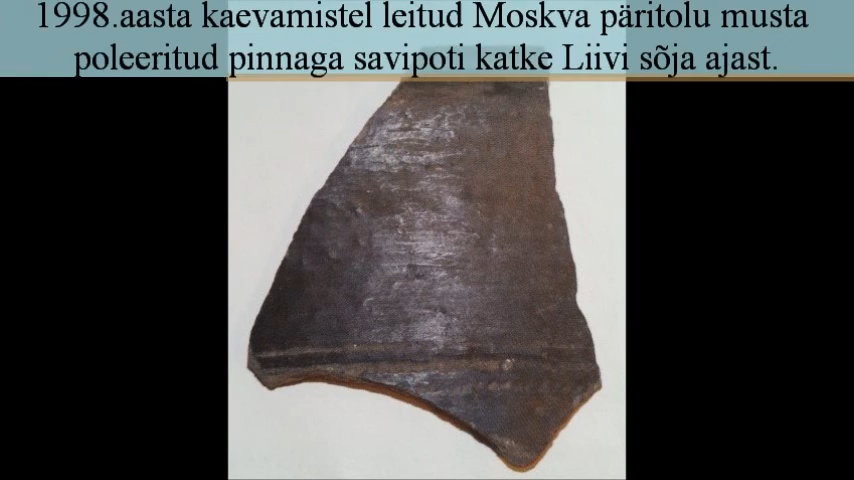 1998.aasta kaevamistel leitud Moskva päritolu musta
poleeritud pinnaga savipoti katke Liivi sõja ajast.